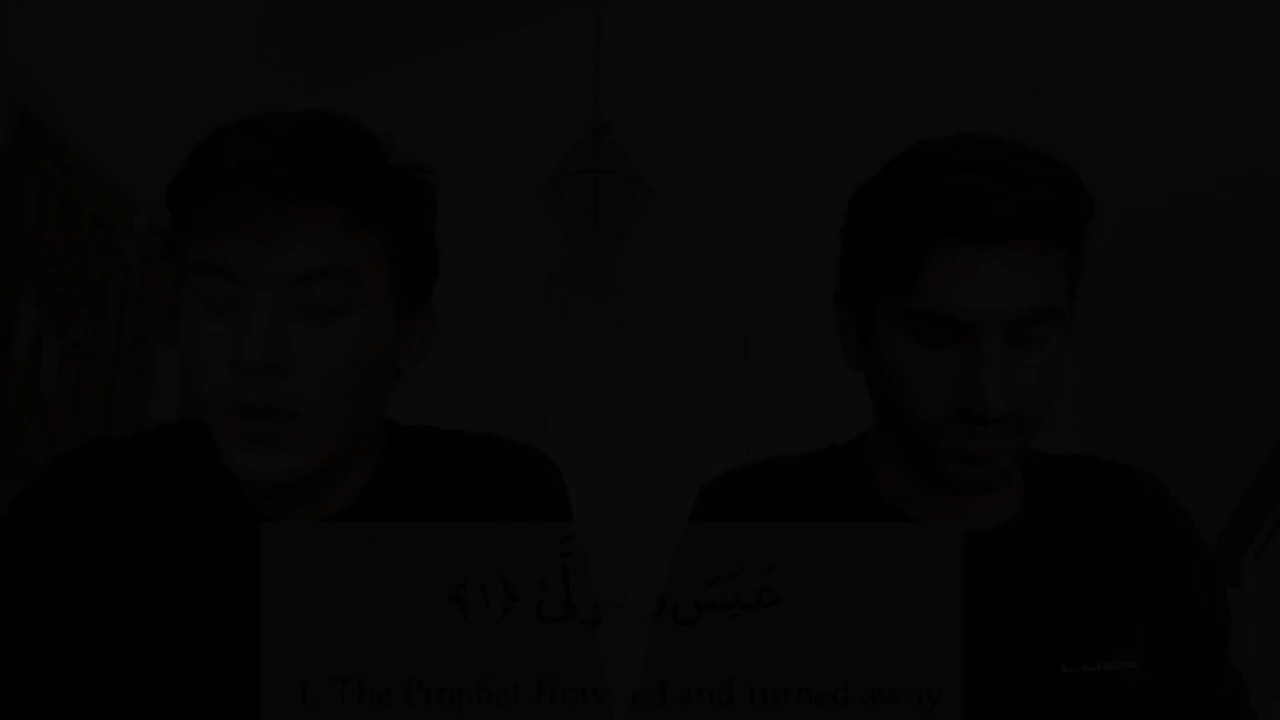 عَبَسَ وَتَوَلَّىٰ ﴿١﴾
1. The Prophet frowned and turned away